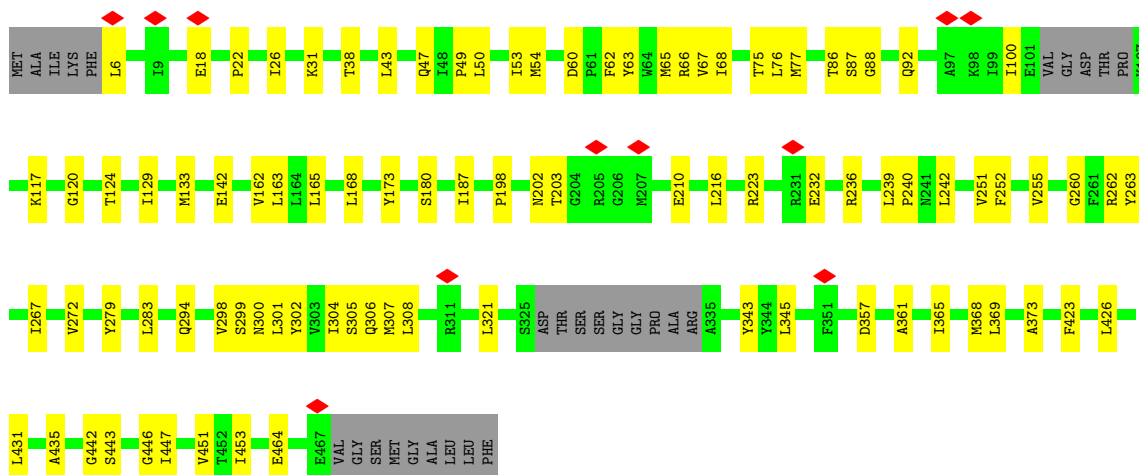 MET ALA ILE LYS PHE L6 I9 E18 P22 I26 K31 T38 L43 Q47 I48 P49 L50 I53 M54 D60 P61 F62 Y63 W64 M65 R66 V67 I68 T75 L76 M77 T86 S87 G88 Q92 A97 K98 I99 I100 E101 VAL GLY ASP THR PRO
K117 G120 T124 I129 M133 E142 V162 L163 L164 L165 L168 Y173 S180 I187 P198 N202 T203 G204 R205 G206 M207 E210 L216 R223 R231 E232 R236 L239 P240 N241 L242 V251 F252 V255 G260 F261 R262 Y263
I267 V272 Y279 L283 Q294 V298 S299 N300 L301 Y302 V303 I304 S305 Q306 M307 L308 R311 L321 S325 ASP THR SER SER GLY GLY PRO ALA ARG A335 Y343 Y344 L345 F351 D357 A361 I365 M368 L369 A373 F423 L426
L431 A435 G442 S443 G446 I447 V451 T452 I453 E464 E467 VAL GLY SER MET GLY ALA LEU LEU PHE